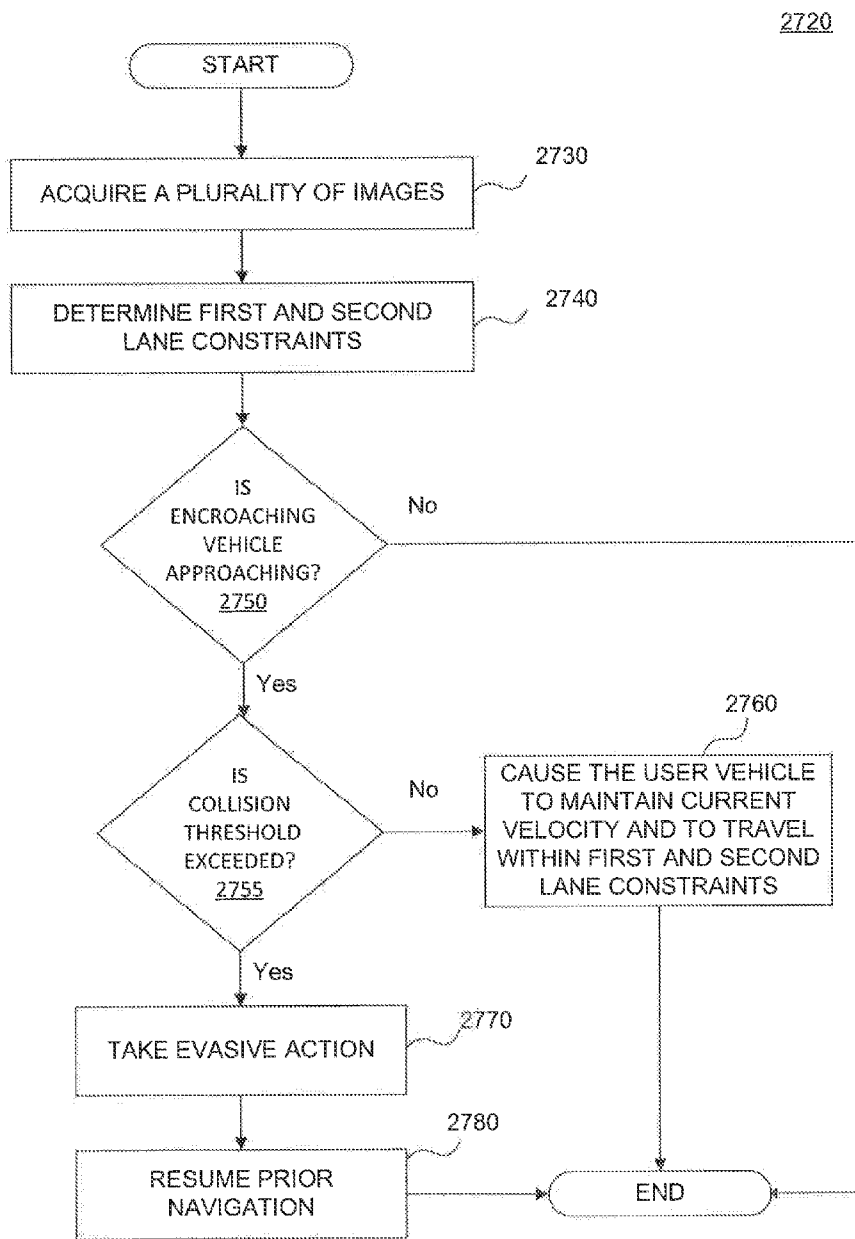 2720
START
2730
ACQUIRE A PLURALITY OF IMAGES
2740
DETERMINE FIRST AND SECOND
LANE CONSTRAINTS
IS
ENCROACHING
VEHICLE
APPROACHING?
2750
No
Yes
IS
COLLISION
THRESHOLD
EXCEEDED?
2755
No
2760
CAUSE THE USER VEHICLE
TO MAINTAIN CURRENT
VELOCITY AND TO TRAVEL
WITHIN FIRST AND SECOND
LANE CONSTRAINTS
Yes
2770
TAKE EVASIVE ACTION
2780
RESUME PRIOR
NAVIGATION
END